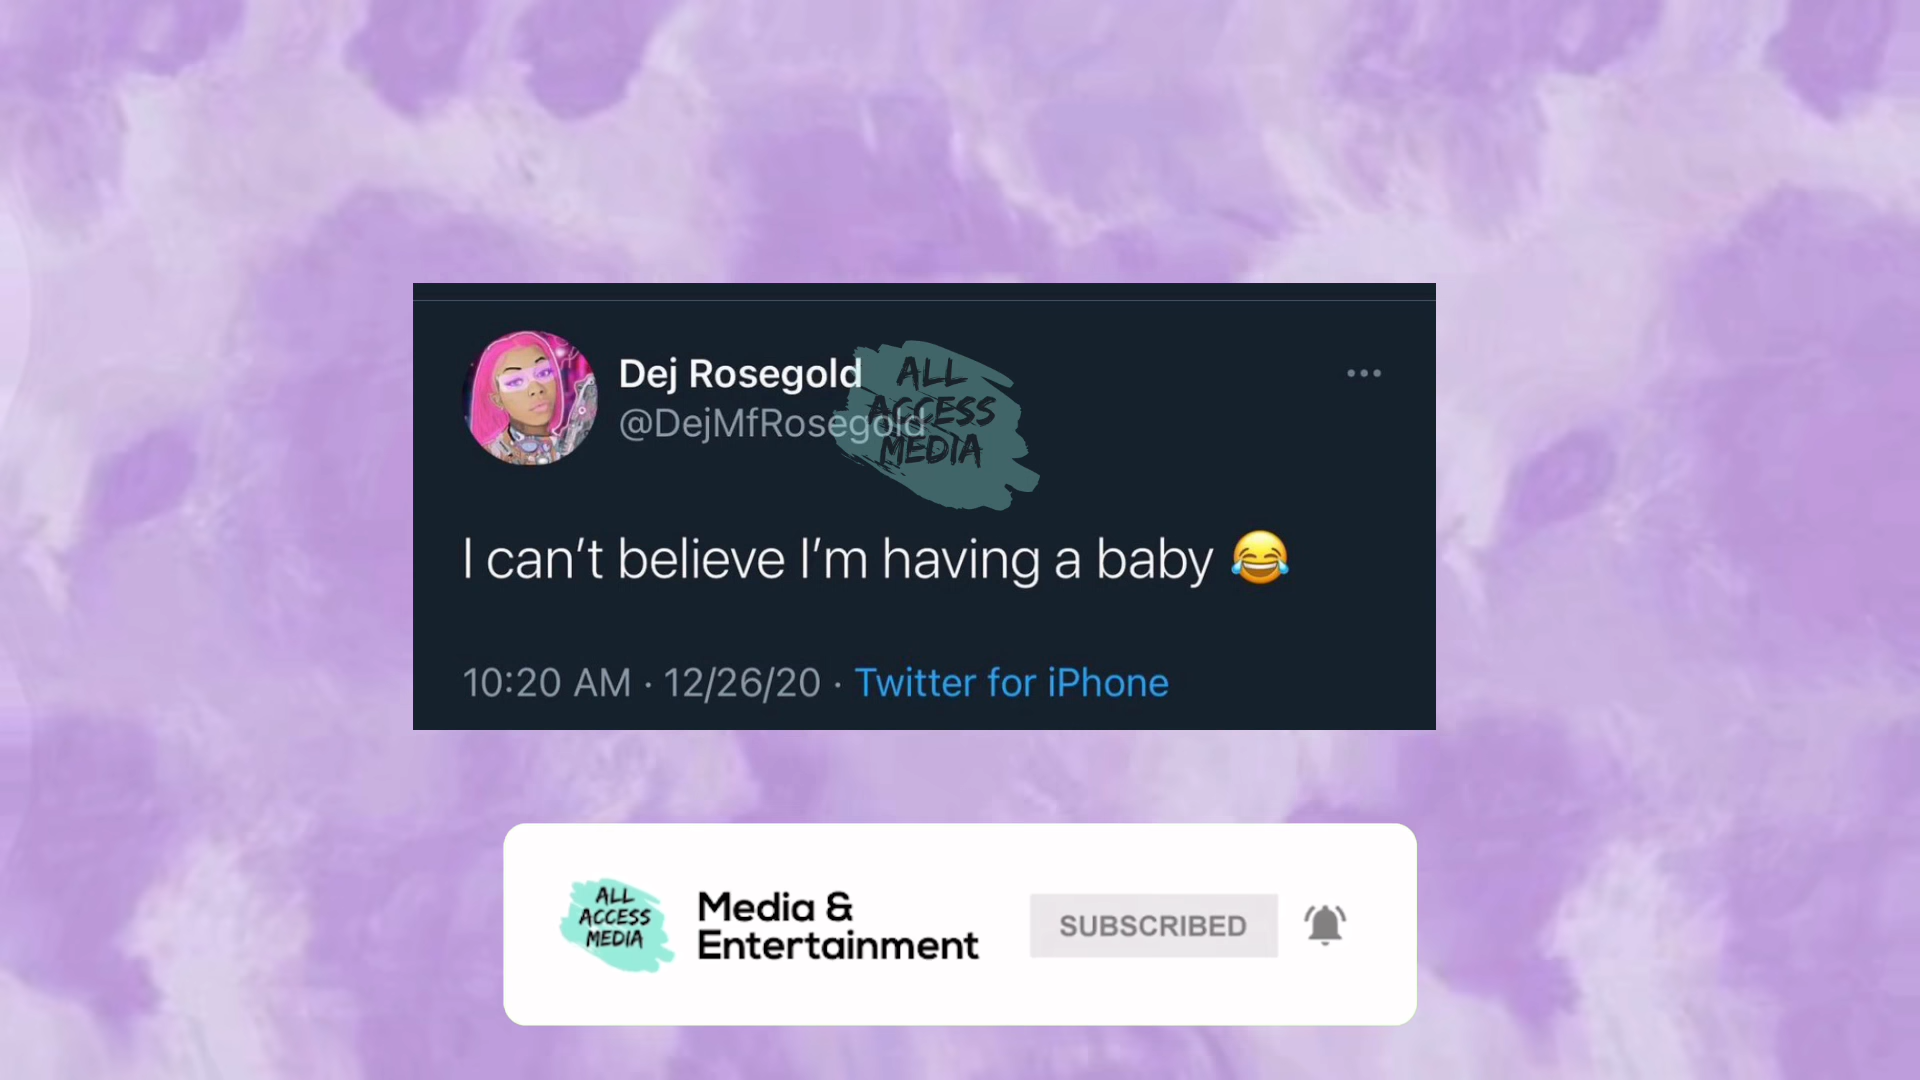 Dej Rosegold
@DejMfRosegold
ALL
ACCESS
MEDIA
I can’t believe I’m having a baby 😂
10:20 AM · 12/26/20 · Twitter for iPhone
ALL
ACCESS
MEDIA
Media &
Entertainment
SUBSCRIBED